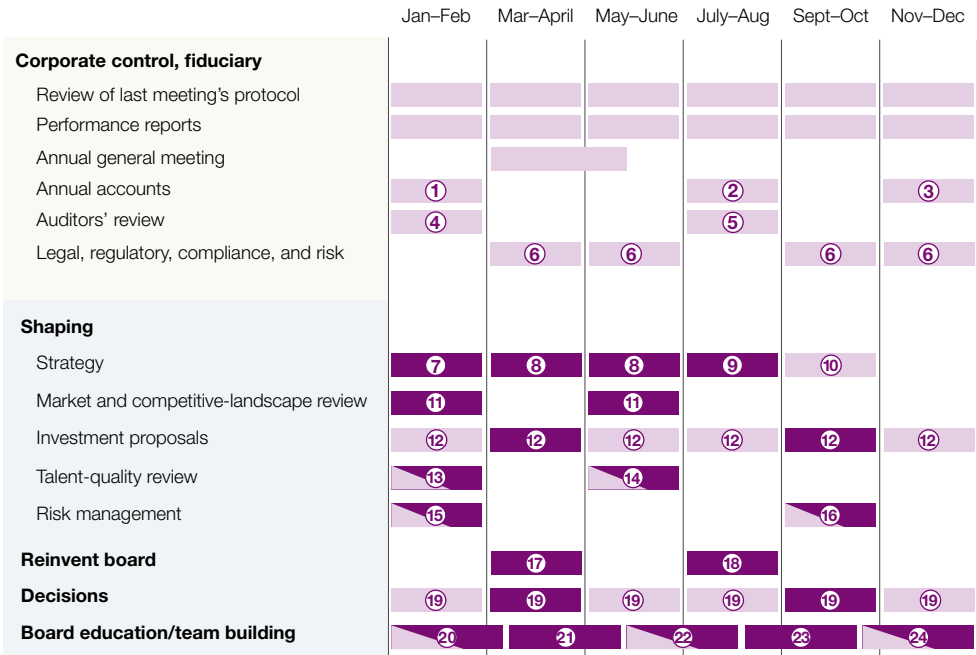 Jan–Feb Mar–April May–June July–Aug Sept–Oct Nov–Dec
Corporate control, fiduciary
Review of last meeting’s protocol
Performance reports
Annual general meeting
Annual accounts 1 2 3
Auditors’ review 4 5
Legal, regulatory, compliance, and risk 6 6 6 6
Shaping
Strategy 7 8 8 9 10
Market and competitive-landscape review 11 11
Investment proposals 12 12 12 12 12 12
Talent-quality review 13 14
Risk management 15 16
Reinvent board 17 18
Decisions 19 19 19 19 19 19
Board education/team building 20 21 22 23 24